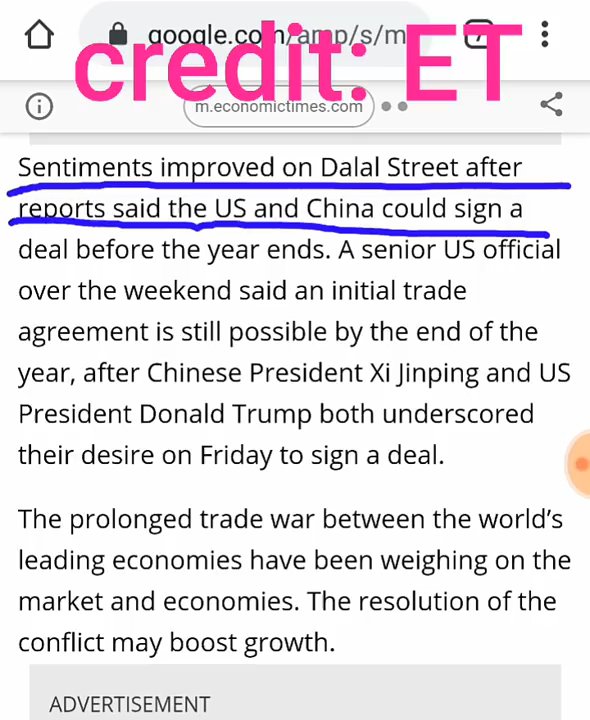 google.com/amp/s/m
credit: ET
m.economictimes.com
Sentiments improved on Dalal Street after
reports said the US and China could sign a
deal before the year ends. A senior US official
over the weekend said an initial trade
agreement is still possible by the end of the
year, after Chinese President Xi Jinping and US
President Donald Trump both underscored
their desire on Friday to sign a deal.
The prolonged trade war between the world’s
leading economies have been weighing on the
market and economies. The resolution of the
conflict may boost growth.
ADVERTISEMENT